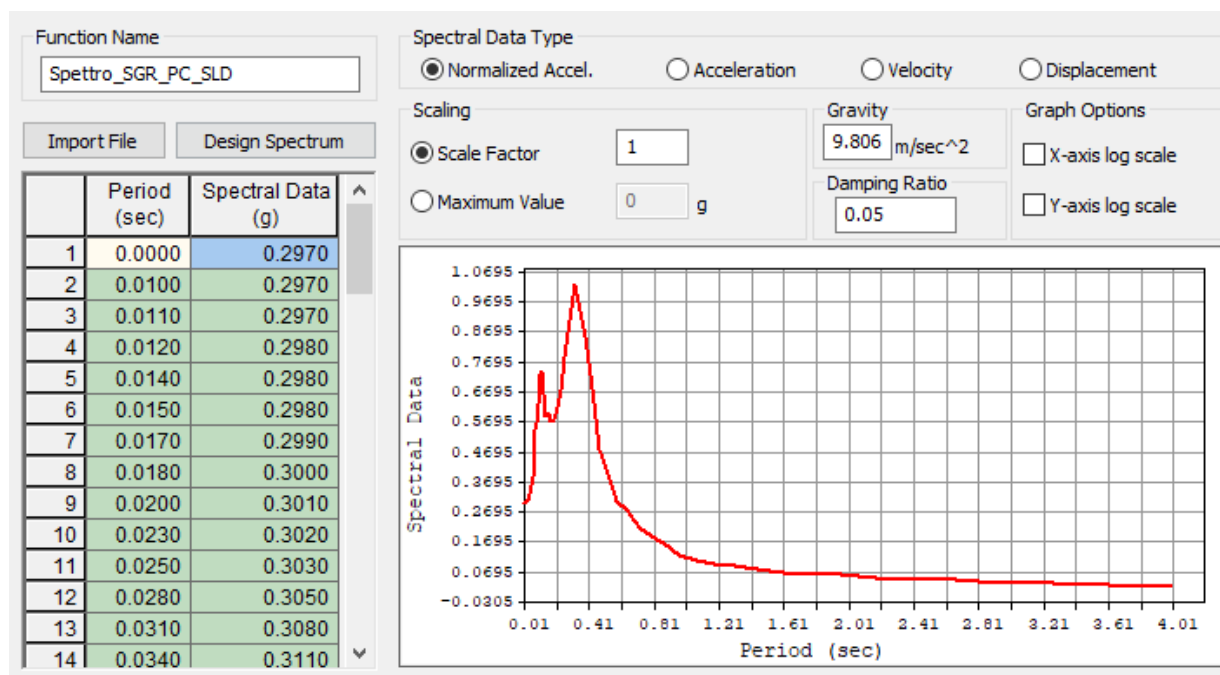 Function Name
Spettro_SGR_PC_SLD
Import File
Design Spectrum
Period (sec) Spectral Data (g)
1 0.0000 0.2970
2 0.0100 0.2970
3 0.0110 0.2970
4 0.0120 0.2980
5 0.0140 0.2980
6 0.0150 0.2980
7 0.0170 0.2990
8 0.0180 0.3000
9 0.0200 0.3010
10 0.0230 0.3020
11 0.0250 0.3030
12 0.0280 0.3050
13 0.0310 0.3080
14 0.0340 0.3110
Spectral Data Type
Normalized Accel. Acceleration Velocity Displacement
Scaling
Scale Factor 1
Maximum Value 0 g
Gravity
9.806 m/sec^2
Damping Ratio
0.05
Graph Options
X-axis log scale
Y-axis log scale
Spectral Data
1.0695
0.9695
0.8695
0.7695
0.6695
0.5695
0.4695
0.3695
0.2695
0.1695
0.0695
-0.0305
0.01 0.41 0.81 1.21 1.61 2.01 2.41 2.81 3.21 3.61 4.01
Period (sec)